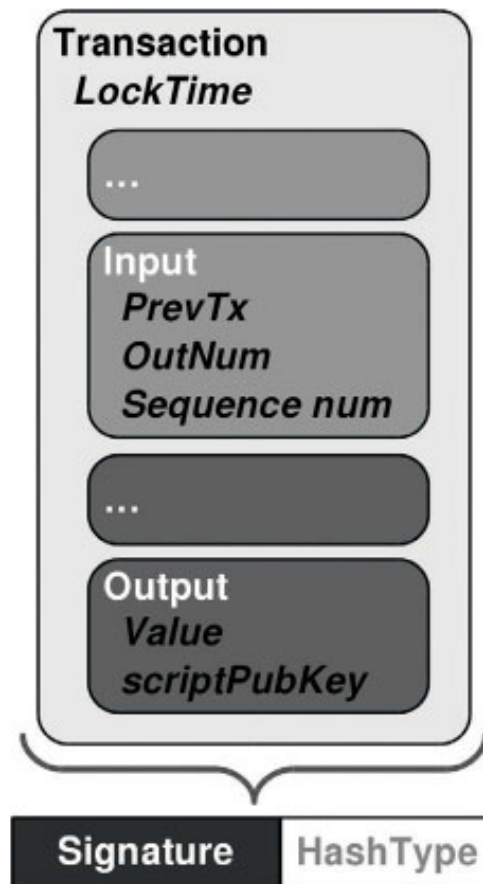 Transaction
LockTime
...
Input
PrevTx
OutNum
Sequence num
...
Output
Value
scriptPubKey
Signature HashType